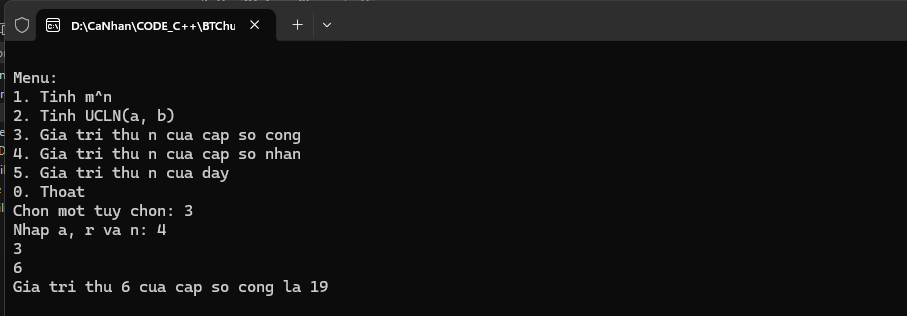 D:\CaNhan\CODE_C++\BTChu
Menu:
1. Tinh m^n
2. Tinh UCLN(a, b)
3. Gia tri thu n cua cap so cong
4. Gia tri thu n cua cap so nhan
5. Gia tri thu n cua day
0. Thoat
Chon mot tuy chon: 3
Nhap a, r va n: 4
3
6
Gia tri thu 6 cua cap so cong la 19